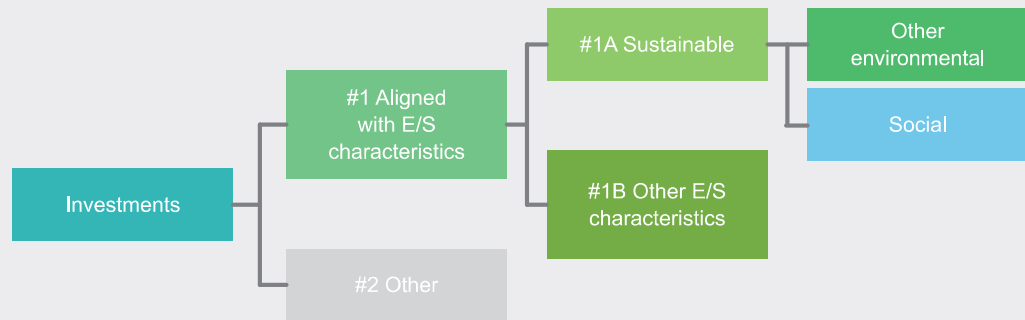 Investments
#1 Aligned
with E/S
characteristics
#2 Other
#1A Sustainable
#1B Other E/S
characteristics
Other
environmental
Social